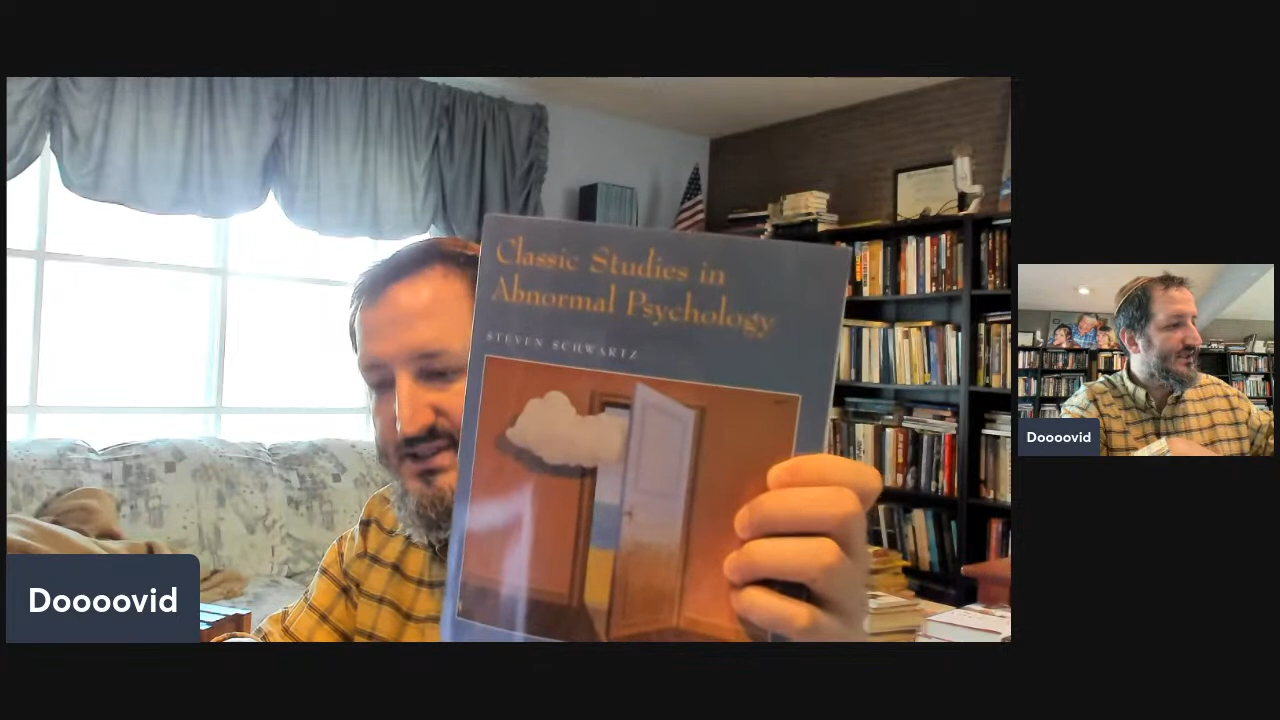 Classic Studies in
Abnormal Psychology
STEVEN SCHWARTZ
Doooovid
Doooovid